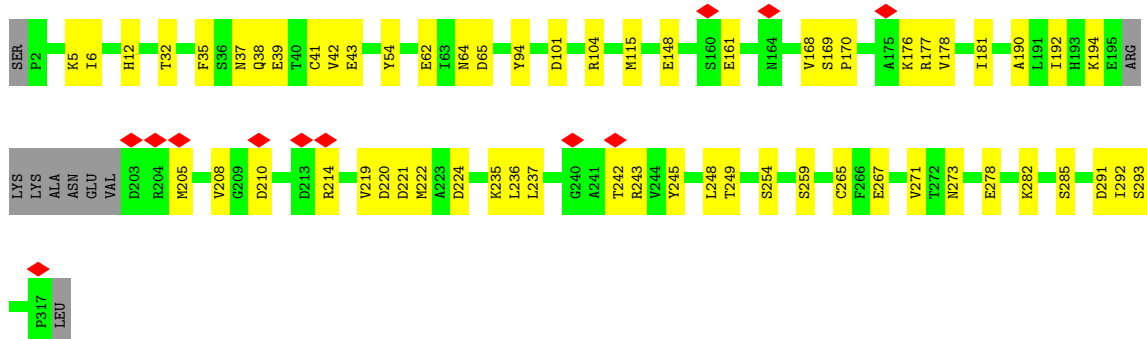 SER P2 K5 I6 H12 T32 F35 S36 N37 Q38 E39 T40 C41 V42 E43 Y54 E62 I63 N64 D65 Y94 D101 R104 M115 E148 S160 E161 N164 V168 S169 P170 A175 K176 R177 V178 I181 A190 L191 I192 H193 K194 E195 ARG
LYS LYS ALA ASN GLU VAL D203 R204 M205 V208 G209 D210 D213 R214 V219 D220 D221 M222 A223 D224 K235 L236 L237 G240 A241 T242 R243 V244 Y245 L248 T249 S254 S259 C265 F266 E267 V271 T272 N273 E278 K282 S285 D291 I292 S293
P317 LEU